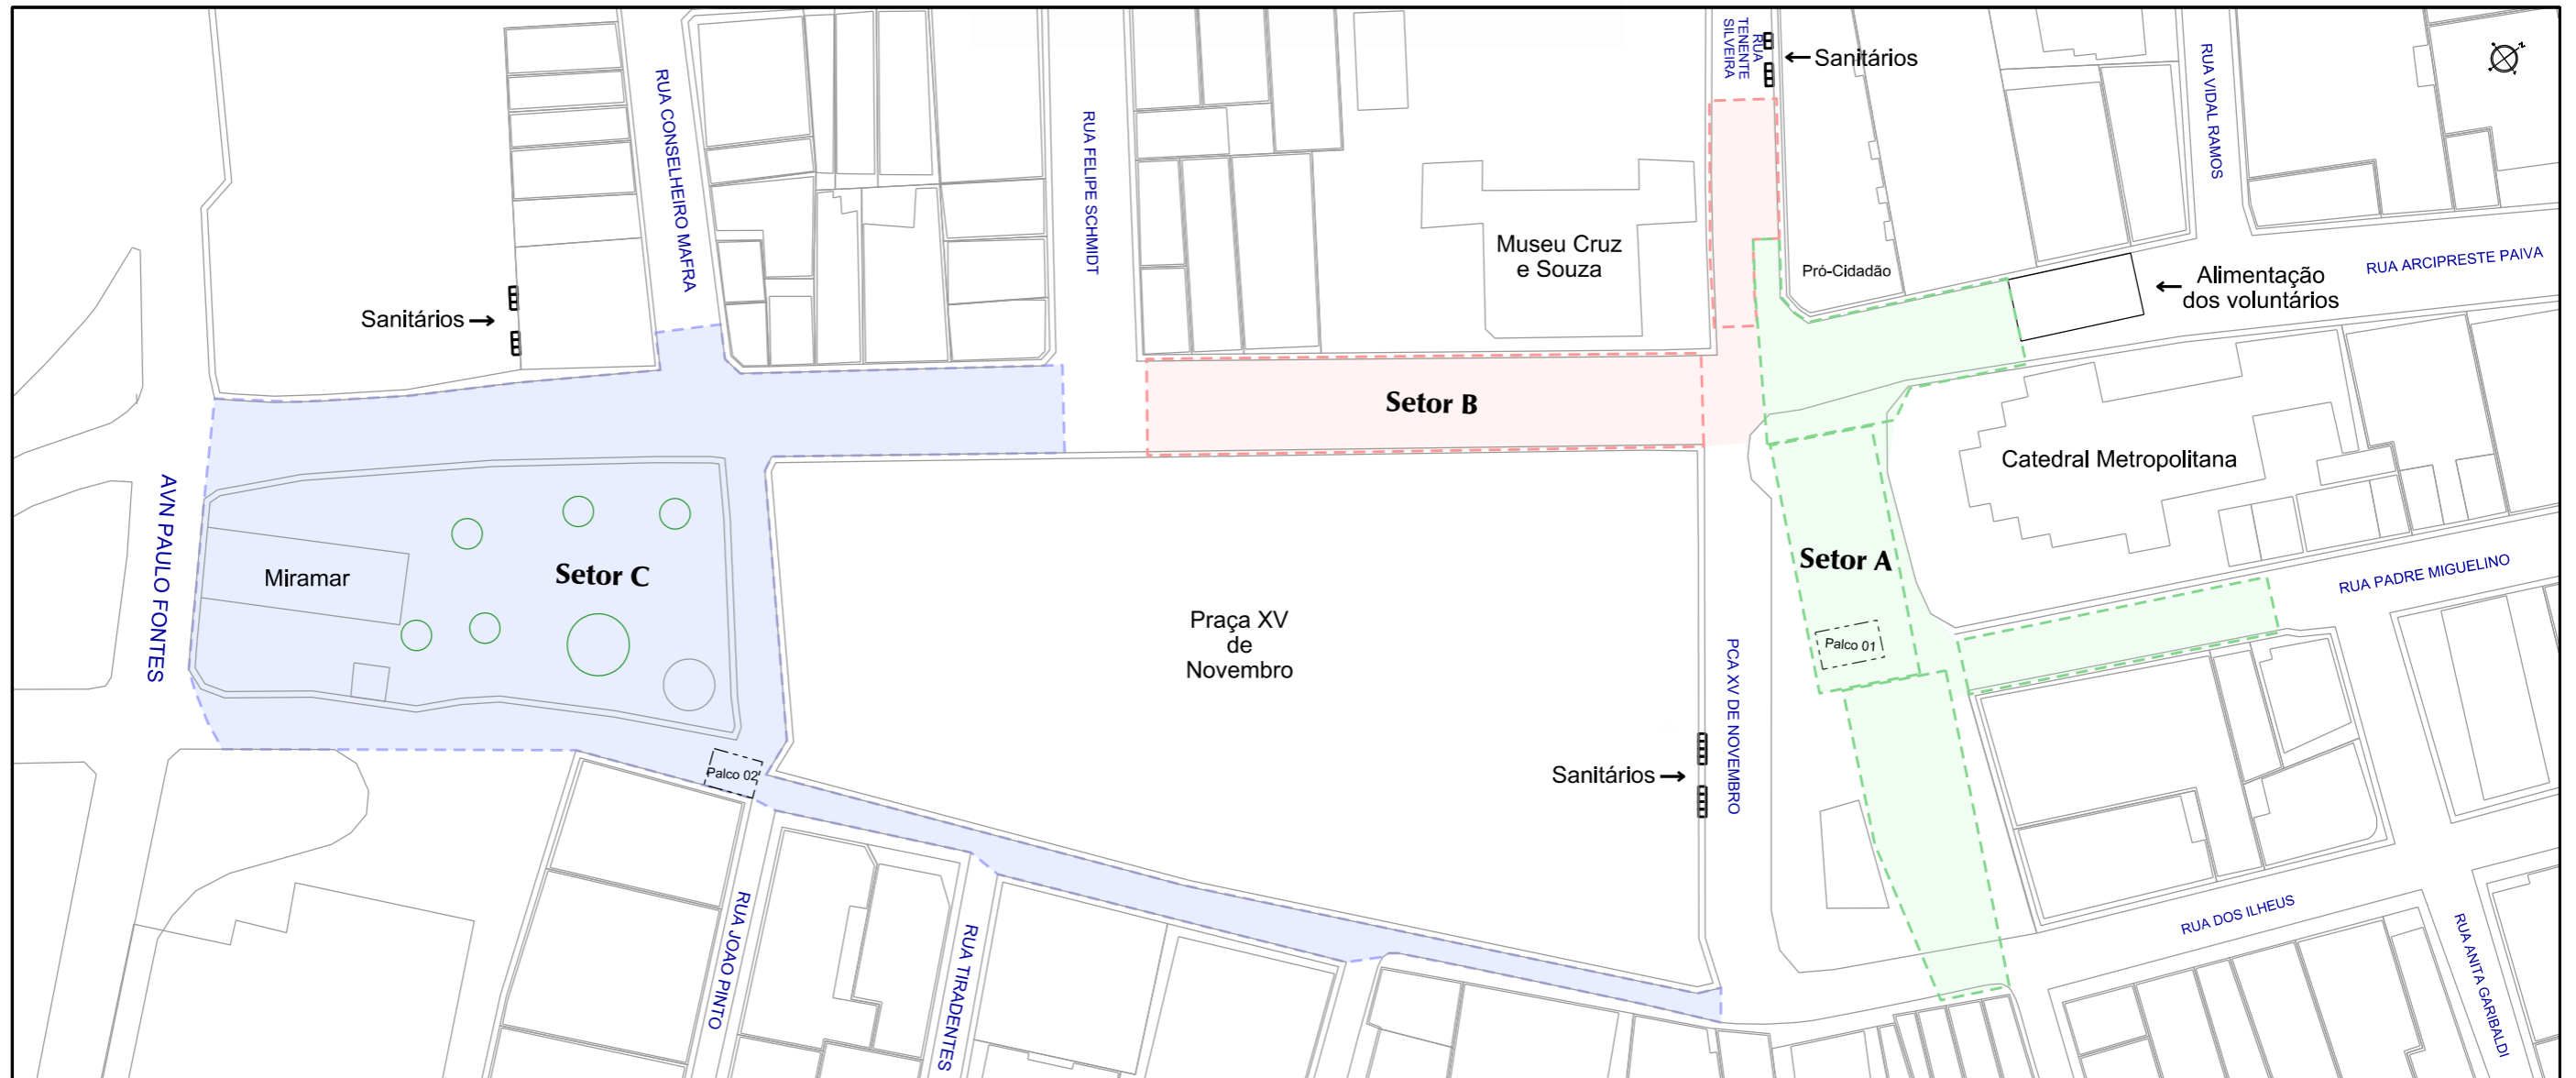 RUA
TENENTE
SILVEIRA
Sanitários
RUA CONSELHEIRO MAFRA
RUA FELIPE SCHMIDT
RUA VIDAL RAMOS
Museu Cruz
e Souza
Pró-Cidadão
Alimentação
dos voluntários
RUA ARCIPRESTE PAIVA
Sanitários
Setor B
Catedral Metropolitana
AVN PAULO FONTES
Miramar
Setor C
Setor A
RUA PADRE MIGUELINO
Praça XV
de
Novembro
Palco 01
PCA XV DE NOVEMBRO
Palco 02
Sanitários
RUA JOAO PINTO
RUA TIRADENTES
RUA DOS ILHEUS
RUA ANITA GARIBALDI